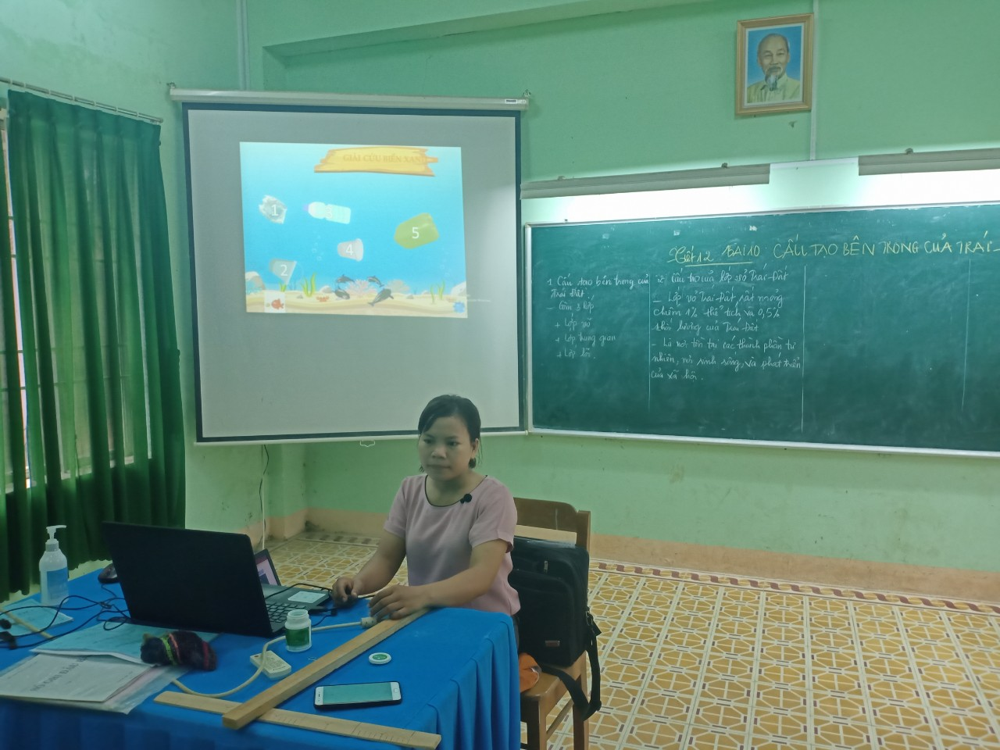 GIẢI CỨU BIỂN XANH
1
3
5
4
2
Tiết 12 BÀI 10 CẤU TẠO BÊN TRONG CỦA TRÁI
1. Cấu tạo bên trong của
Trái Đất.
- Gồm 3 lớp
+ Lớp vỏ
+ Lớp trung gian
+ Lớp lõi.
2. Cấu tạo của lớp vỏ Trái Đất
- Lớp vỏ Trái Đất rất mỏng
chiếm 1% thể tích và 0,5%
khối lượng của Trái Đất
- Là nơi tồn tại các thành phần tự
nhiên, nơi sinh sống, và phát triển
của xã hội.